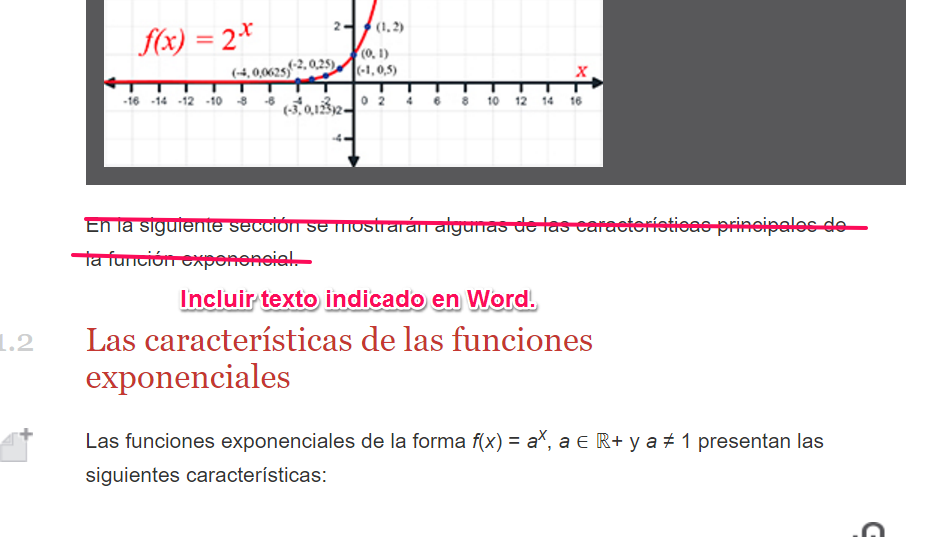 2
(1, 2)
f(x) = 2^x
(0, 1)
(-2, 0,25)
(-4, 0,0625)
(-1, 0,5)
x
-16 -14 -12 -10 -8 -6 -4 -2 0 2 4 6 8 10 12 14 16
(-3, 0,125)
-2
-4
En la siguiente sección se mostrarán algunas de las características principales de
la función exponencial.
Incluir texto indicado en Word.
1.2
Las características de las funciones
exponenciales
Las funciones exponenciales de la forma f(x) = a^x, a ∈ ℝ+ y a ≠ 1 presentan las
siguientes características: